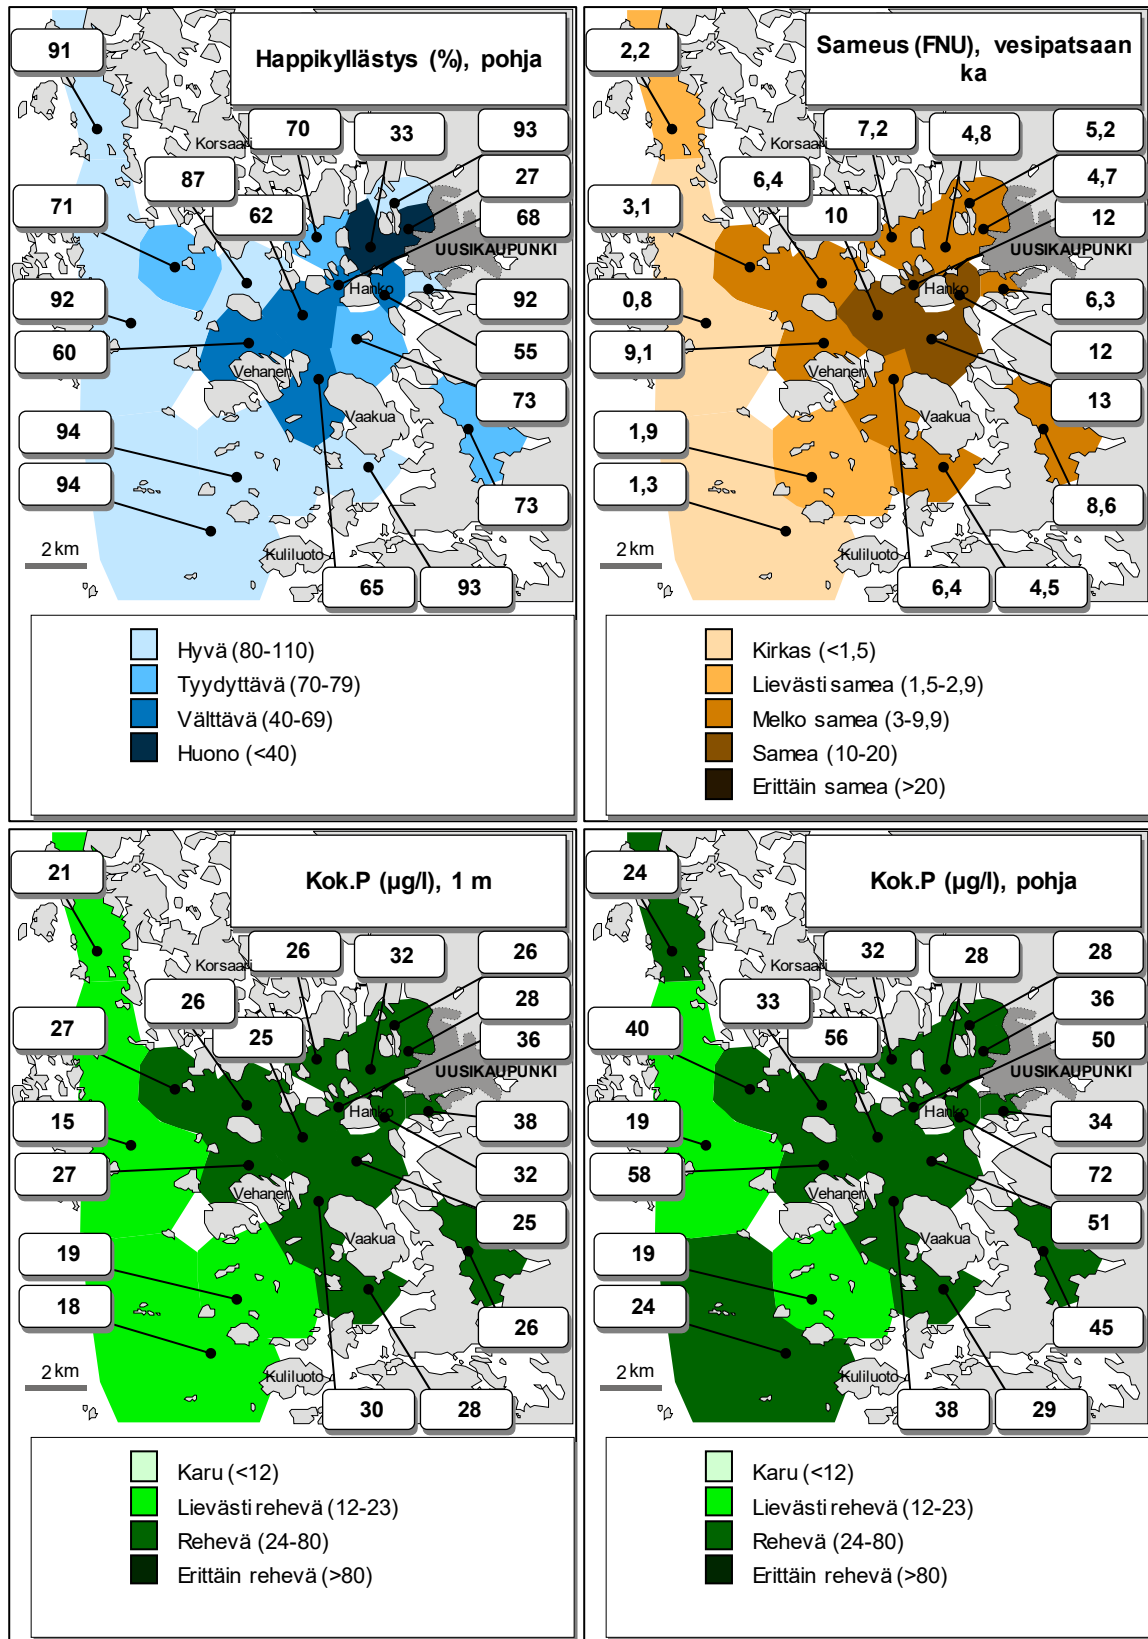 Happikyllästys (%), pohja
91
70
33
93
Korsaari
87
27
71
62
68
UUSIKAUPUNKI
Hanko
92
92
60
55
Vehanen
73
Vaakua
94
94
73
2 km
Kuliluoto
65
93
Hyvä (80-110)
Tyydyttävä (70-79)
Välttävä (40-69)
Huono (<40)
Sameus (FNU), vesipatsaan
ka
2,2
7,2
4,8
5,2
Korsaari
6,4
4,7
3,1
10
12
UUSIKAUPUNKI
Hanko
0,8
6,3
9,1
12
Vehanen
13
Vaakua
1,9
1,3
8,6
2 km
Kuliluoto
6,4
4,5
Kirkas (<1,5)
Lievästi samea (1,5-2,9)
Melko samea (3-9,9)
Samea (10-20)
Erittäin samea (>20)
Kok.P (µg/l), 1 m
21
26
32
26
Korsaari
26
28
27
25
36
UUSIKAUPUNKI
Hanko
15
38
27
32
Vehanen
25
Vaakua
19
18
26
2 km
Kuliluoto
30
28
Karu (<12)
Lievästi rehevä (12-23)
Rehevä (24-80)
Erittäin rehevä (>80)
Kok.P (µg/l), pohja
24
32
28
28
Korsaari
33
36
40
56
50
UUSIKAUPUNKI
Hanko
19
34
58
72
Vehanen
51
Vaakua
19
24
45
2 km
Kuliluoto
38
29
Karu (<12)
Lievästi rehevä (12-23)
Rehevä (24-80)
Erittäin rehevä (>80)